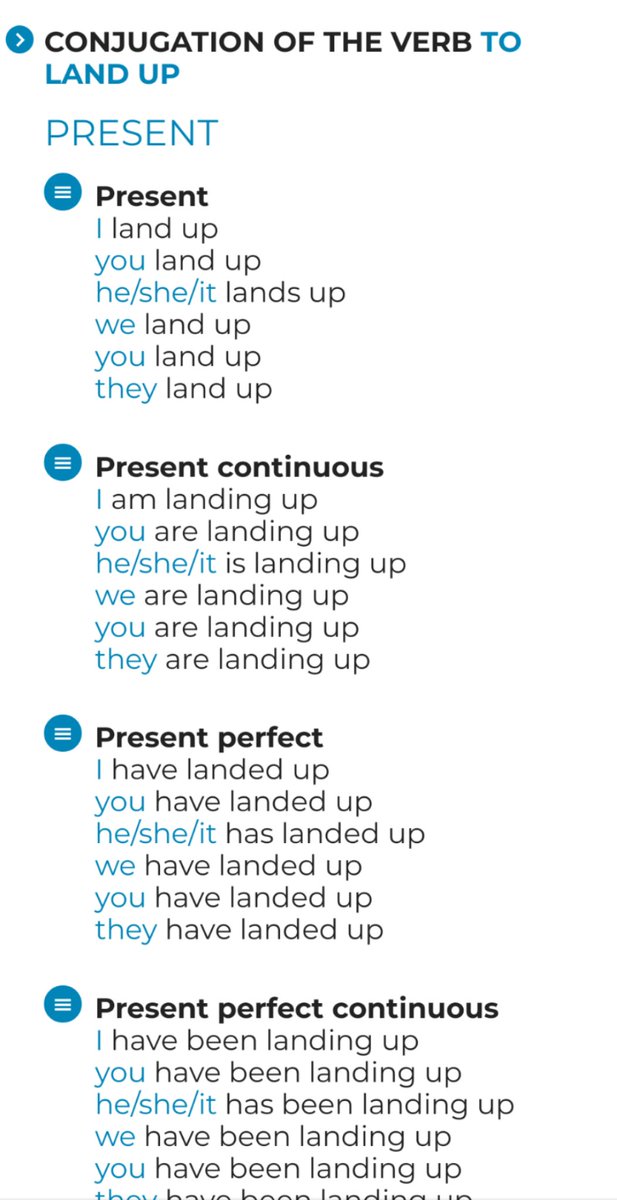 CONJUGATION OF THE VERB TO
LAND UP
PRESENT
Present
I land up
you land up
he/she/it lands up
we land up
you land up
they land up
Present continuous
I am landing up
you are landing up
he/she/it is landing up
we are landing up
you are landing up
they are landing up
Present perfect
I have landed up
you have landed up
he/she/it has landed up
we have landed up
you have landed up
they have landed up
Present perfect continuous
I have been landing up
you have been landing up
he/she/it has been landing up
we have been landing up
you have been landing up
they have been landing up